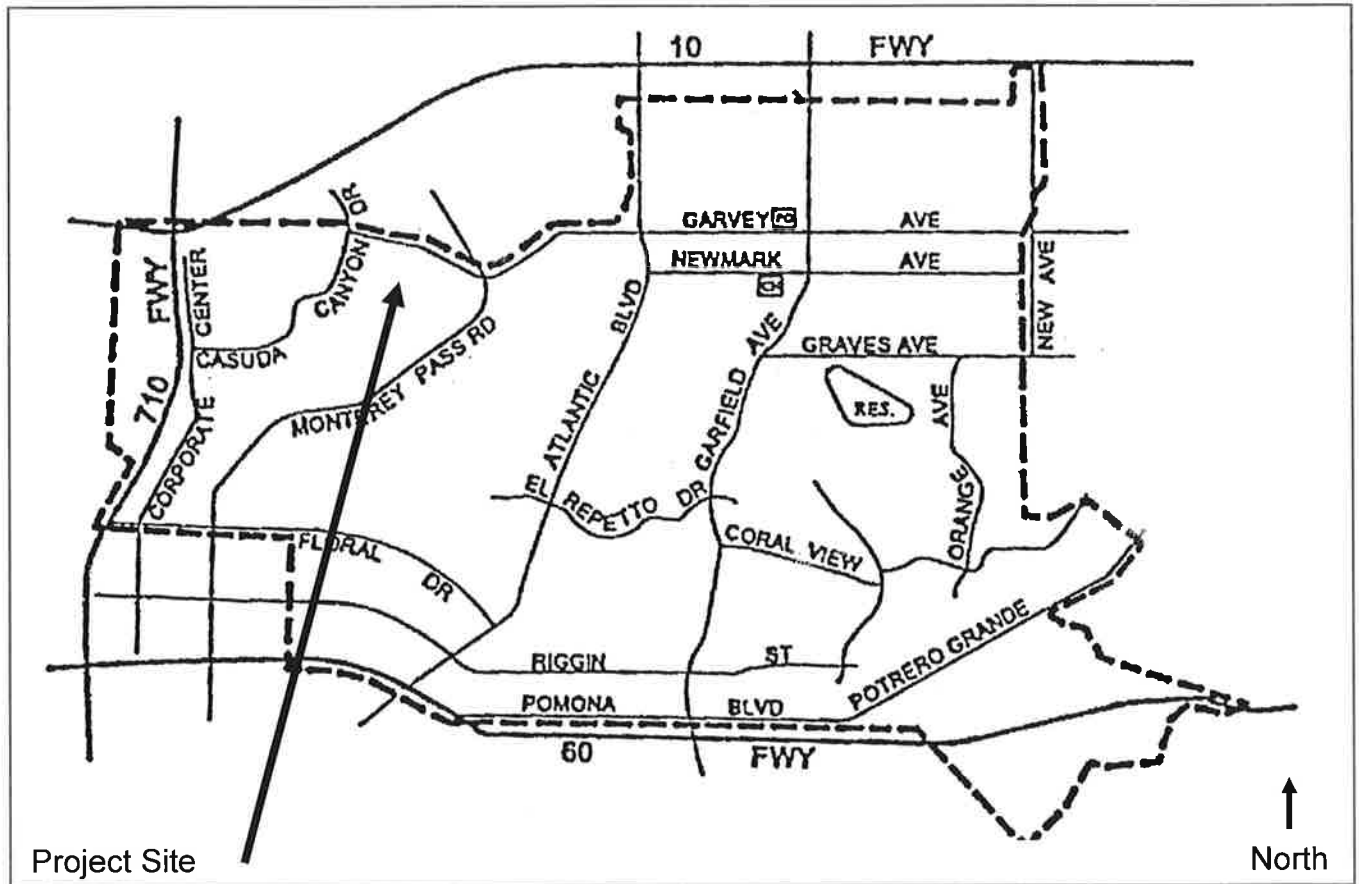 10 FWY
DR
GARVEY PO AVE
NEWMARK AVE
CH
FWY
710
CENTER
CORPORATE
CASUDA
CANYON
MONTEREY PASS RD
ATLANTIC
BLVD
GARFIELD
AVE
GRAVES AVE
NEW AVE
RES.
ORANGE
AVE
EL REPETTO DR
CORAL VIEW
FLORAL
DR
RIGGIN ST
POMONA BLVD
POTRERO GRANDE
60 FWY
Project Site
North